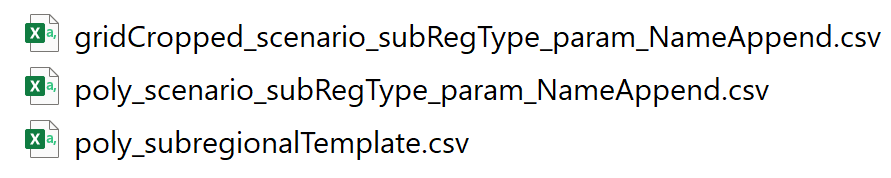 gridCropped_scenario_subRegType_param_NameAppend.csv
poly_scenario_subRegType_param_NameAppend.csv
poly_subregionalTemplate.csv